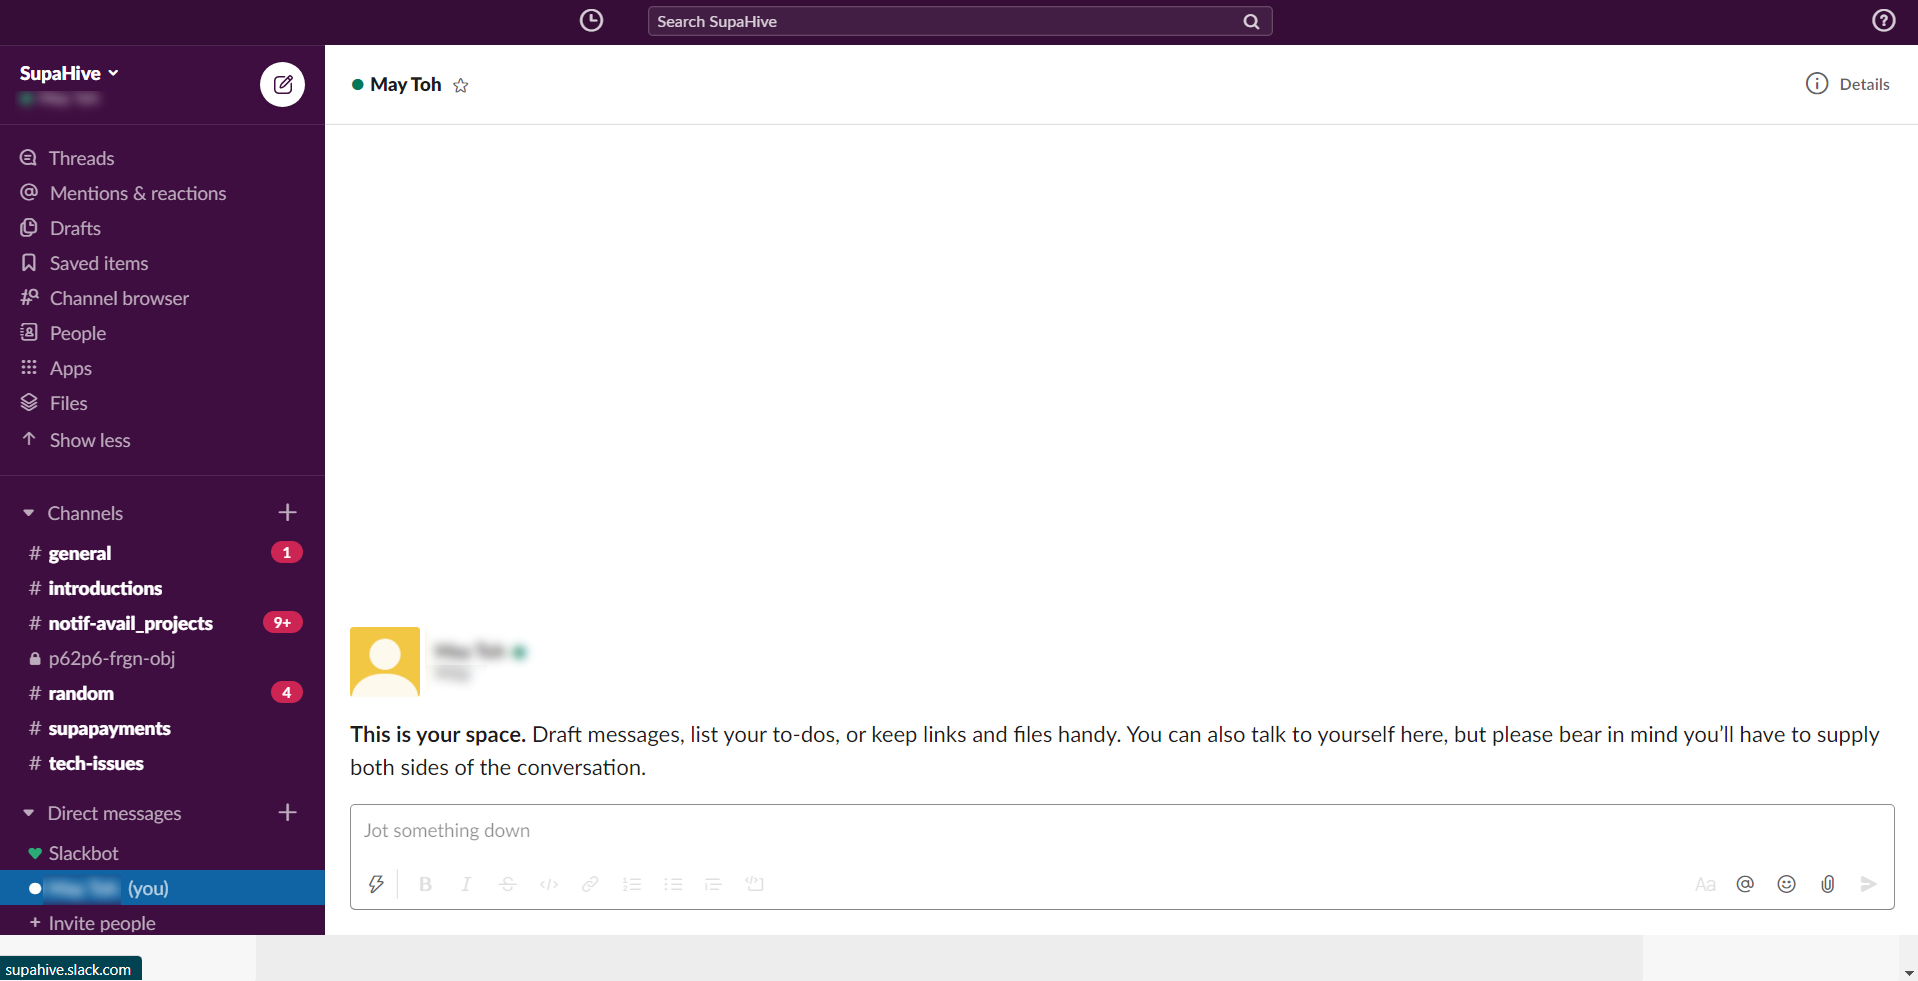 Search SupaHive
SupaHive
May Toh
Details
Threads
Mentions & reactions
Drafts
Saved items
Channel browser
People
Apps
Files
Show less
Channels
# general 1
# introductions
# notif-avail_projects 9+
p62p6-frgn-obj
# random 4
# supapayments
# tech-issues
Direct messages
Slackbot
(you)
+ Invite people
This is your space. Draft messages, list your to-dos, or keep links and files handy. You can also talk to yourself here, but please bear in mind you’ll have to supply
both sides of the conversation.
Jot something down
B I S </> Aa @
supahive.slack.com